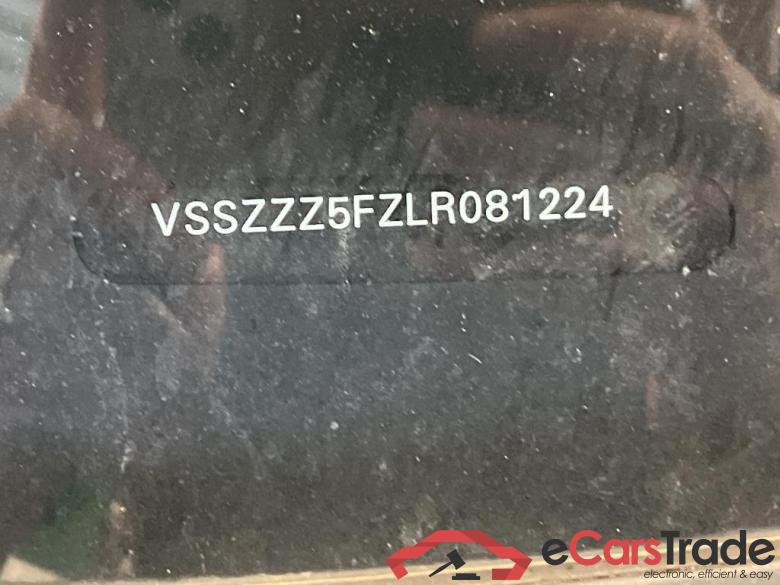 VSSZZZ5FZLR081224
eCarsTrade
electronic, efficient & easy